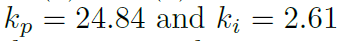 k_p = 24.84 and k_i = 2.61